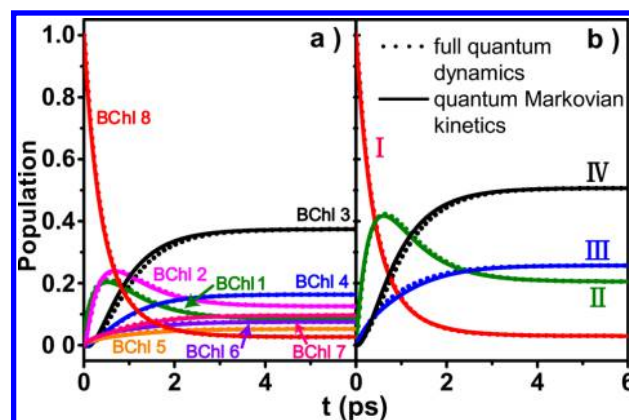 a )
b )
full quantum
dynamics
quantum Markovian
kinetics
1.0
0.8
0.6
0.4
0.2
0.0
Population
BChl 8
BChl 3
BChl 2
BChl 1
BChl 4
BChl 5
BChl 6
BChl 7
I
IV
III
II
0 2 4 0 2 4 6
t (ps)